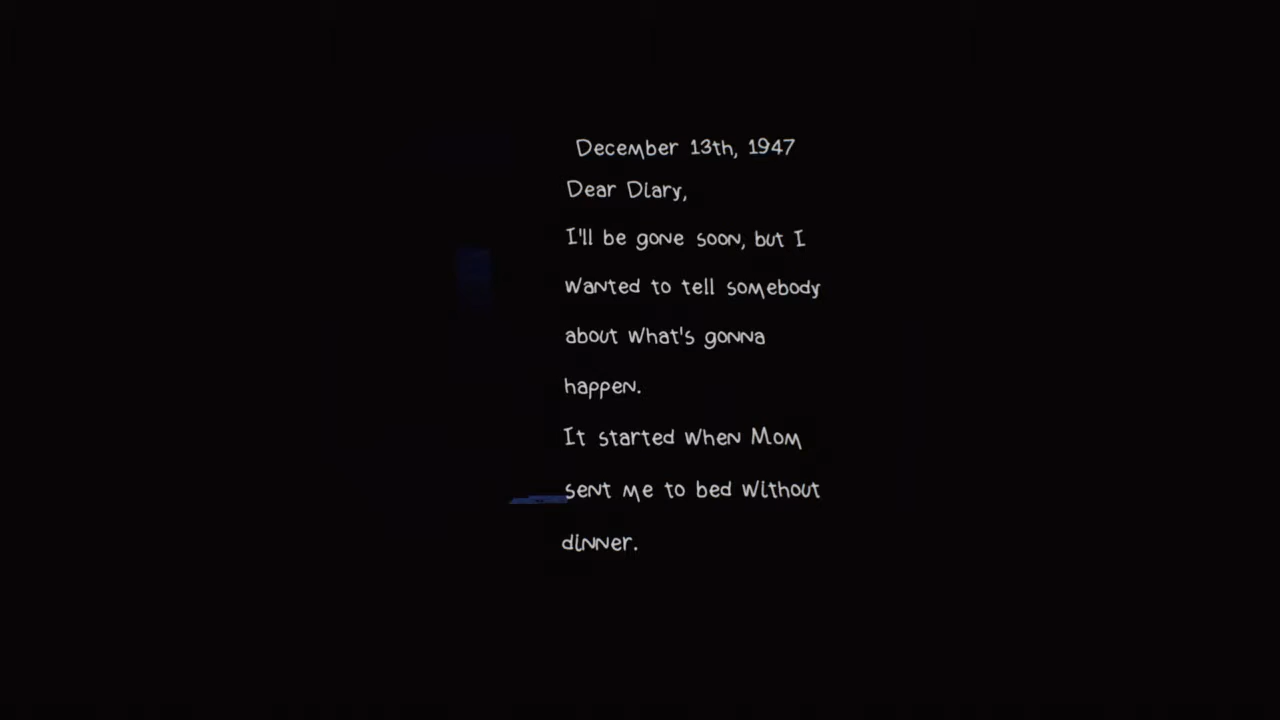 December 13th, 1947
Dear Diary,
I'll be gone soon, but I
wanted to tell somebody
about what's gonna
happen.
It started when Mom
sent me to bed without
dinner.